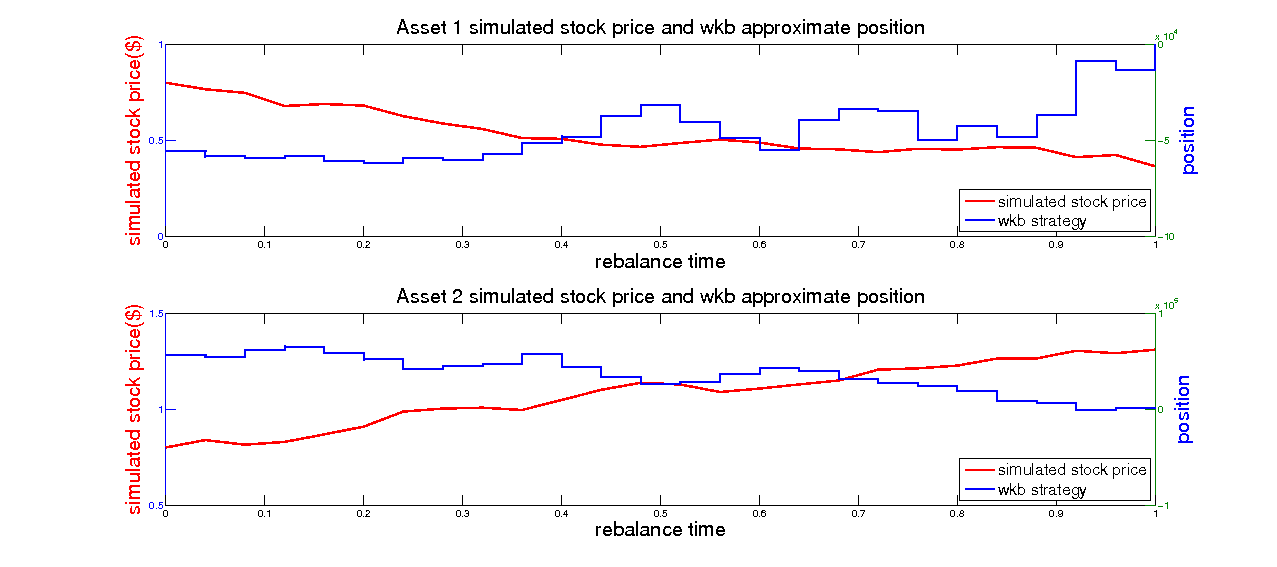 Asset 1 simulated stock price and wkb approximate position
x 10^4
simulated stock price($)
1
0.5
0
0
-5
-10
position
simulated stock price
wkb strategy
0 0.1 0.2 0.3 0.4 0.5 0.6 0.7 0.8 0.9 1
rebalance time
Asset 2 simulated stock price and wkb approximate position
simulated stock price($)
1.5
1
0.5
1
0
-1
position
simulated stock price
wkb strategy
0 0.1 0.2 0.3 0.4 0.5 0.6 0.7 0.8 0.9 1
rebalance time